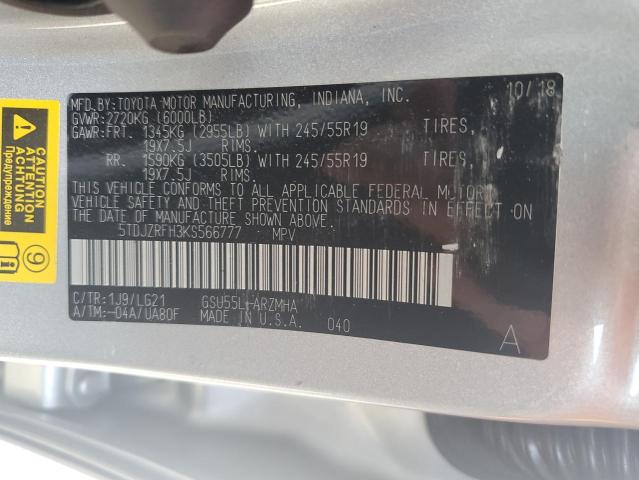 MFD.BY:TOYOTA MOTOR MANUFACTURING, INDIANA, INC. 10/18
GVWR:2720KG (6000LB)
GAWR:FRT. 1345KG (2955LB) WITH 245/55R19 TIRES,
19X7.5J RIMS.
RR. 1590KG (3505LB) WITH 245/55R19 TIRES,
19X7.5J RIMS.
THIS VEHICLE CONFORMS TO ALL APPLICABLE FEDERAL MOTOR
VEHICLE SAFETY AND THEFT PREVENTION STANDARDS IN EFFECT ON
THE DATE OF MANUFACTURE SHOWN ABOVE.
5TDJZRFH3KS566777 MPV
C/TR:1J9/LG21 GSU55L-ARZMHA
A/TM:-04A/UA80F MADE IN U.S.A. 040
A
CAUTION
ATTENTION
ACHTUNG
Предупреждение
9